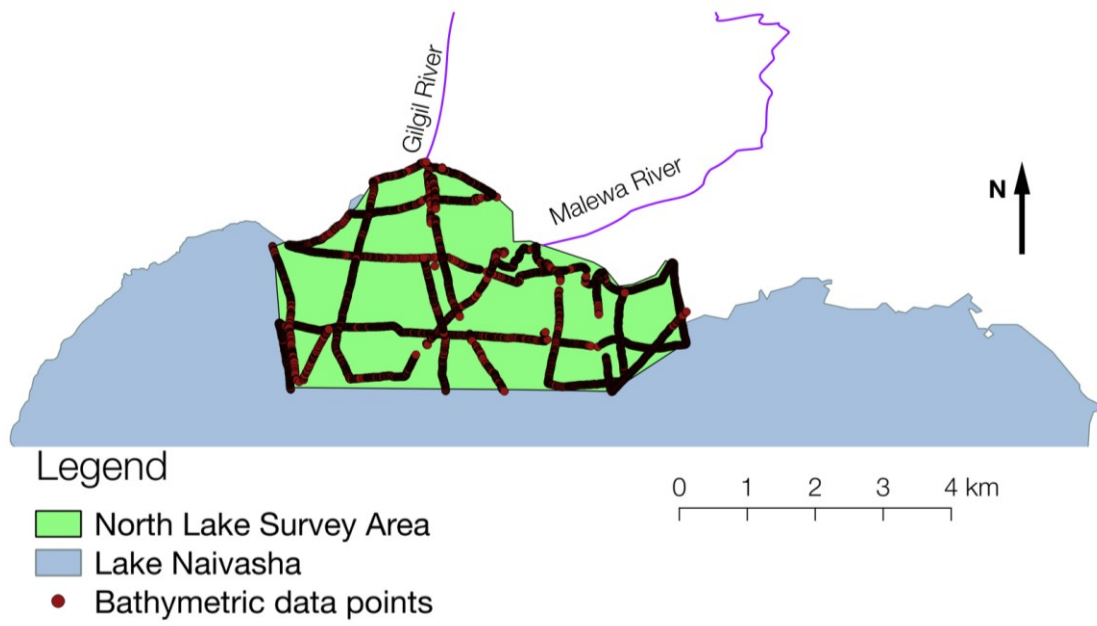 Gilgil River
Malewa River
N
Legend
North Lake Survey Area
Lake Naivasha
Bathymetric data points
0 1 2 3 4 km